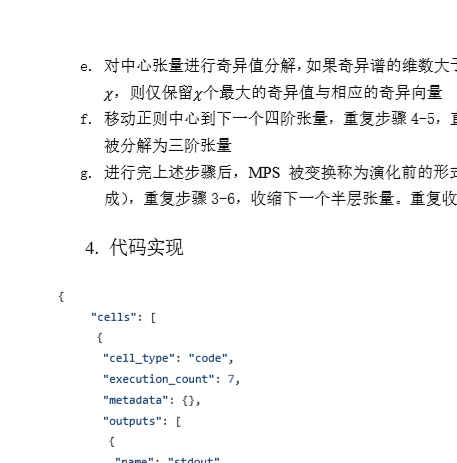 e. 对中心张量进行奇异值分解，如果奇异谱的维数大于
χ，则仅保留χ个最大的奇异值与相应的奇异向量
f. 移动正则中心到下一个四阶张量，重复步骤 4-5，直
被分解为三阶张量
g. 进行完上述步骤后，MPS 被变换称为演化前的形式
成），重复步骤 3-6，收缩下一个半层张量。重复收
4. 代码实现
{
"cells": [
{
"cell_type": "code",
"execution_count": 7,
"metadata": {},
"outputs": [
{
"name": "stdout"